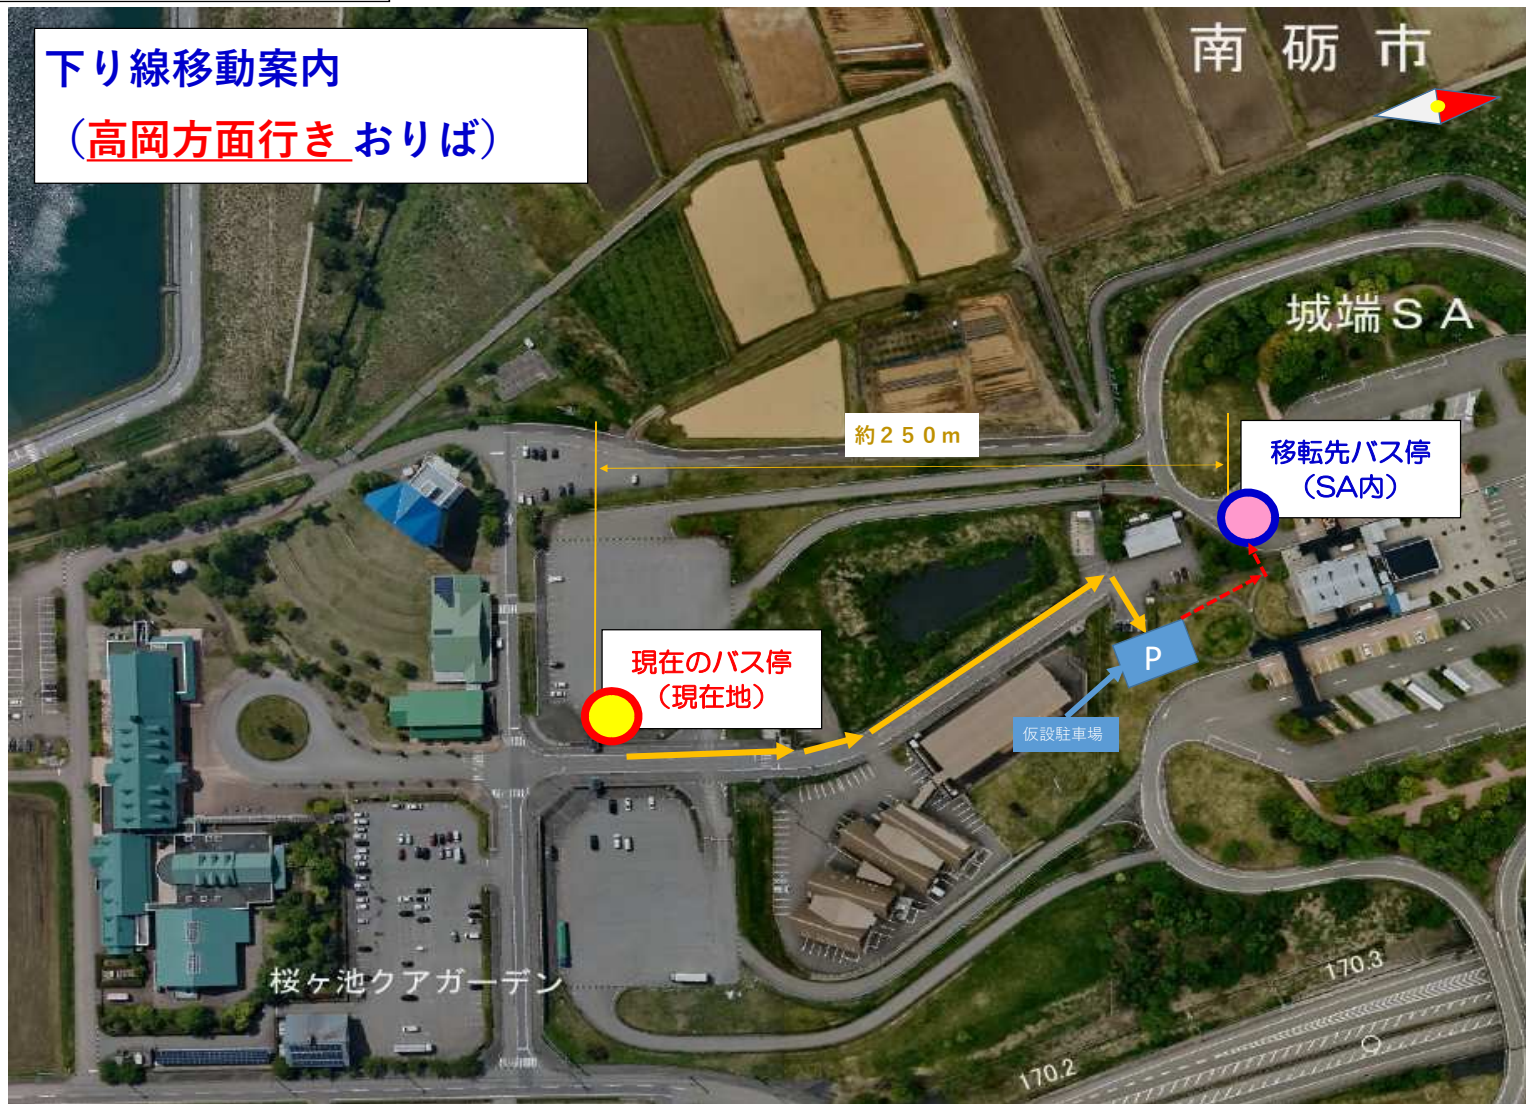 下り線移動案内
（高岡方面行き おりば）
南砺市
城端ＳＡ
約２５０ｍ
移転先バス停
（SA内）
現在のバス停
（現在地）
P
仮設駐車場
桜ヶ池クアガーデン
170.3
170.2